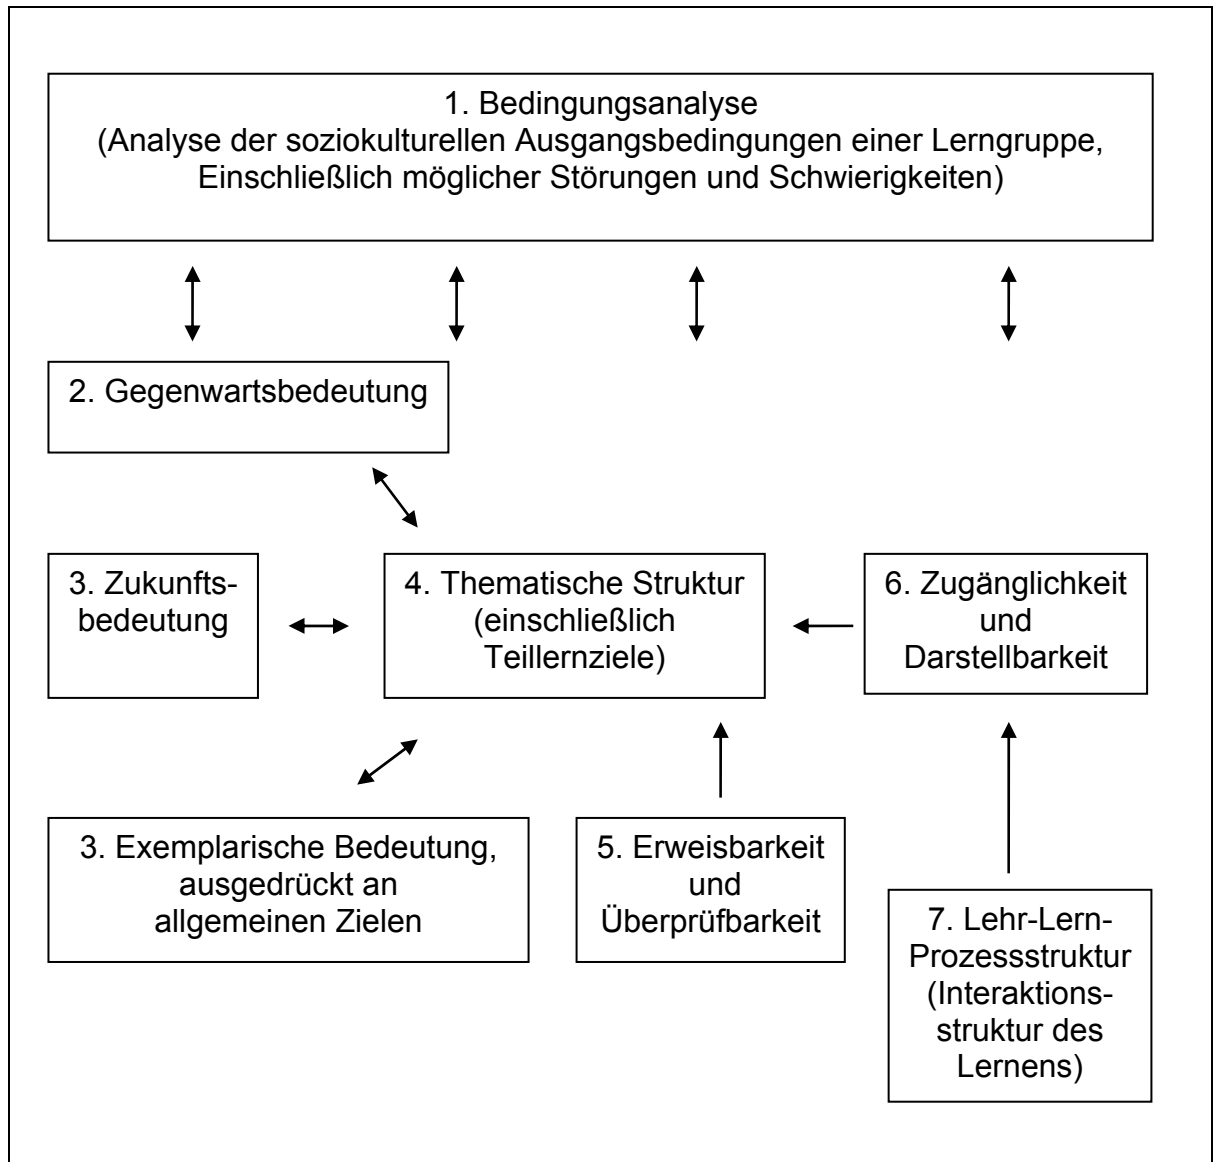 1. Bedingungsanalyse
(Analyse der soziokulturellen Ausgangsbedingungen einer Lerngruppe,
Einschließlich möglicher Störungen und Schwierigkeiten)
2. Gegenwartsbedeutung
3. Zukunfts-
bedeutung
4. Thematische Struktur
(einschließlich
Teillernziele)
6. Zugänglichkeit
und
Darstellbarkeit
3. Exemplarische Bedeutung,
ausgedrückt an
allgemeinen Zielen
5. Erweisbarkeit
und
Überprüfbarkeit
7. Lehr-Lern-
Prozessstruktur
(Interaktions-
struktur des
Lernens)